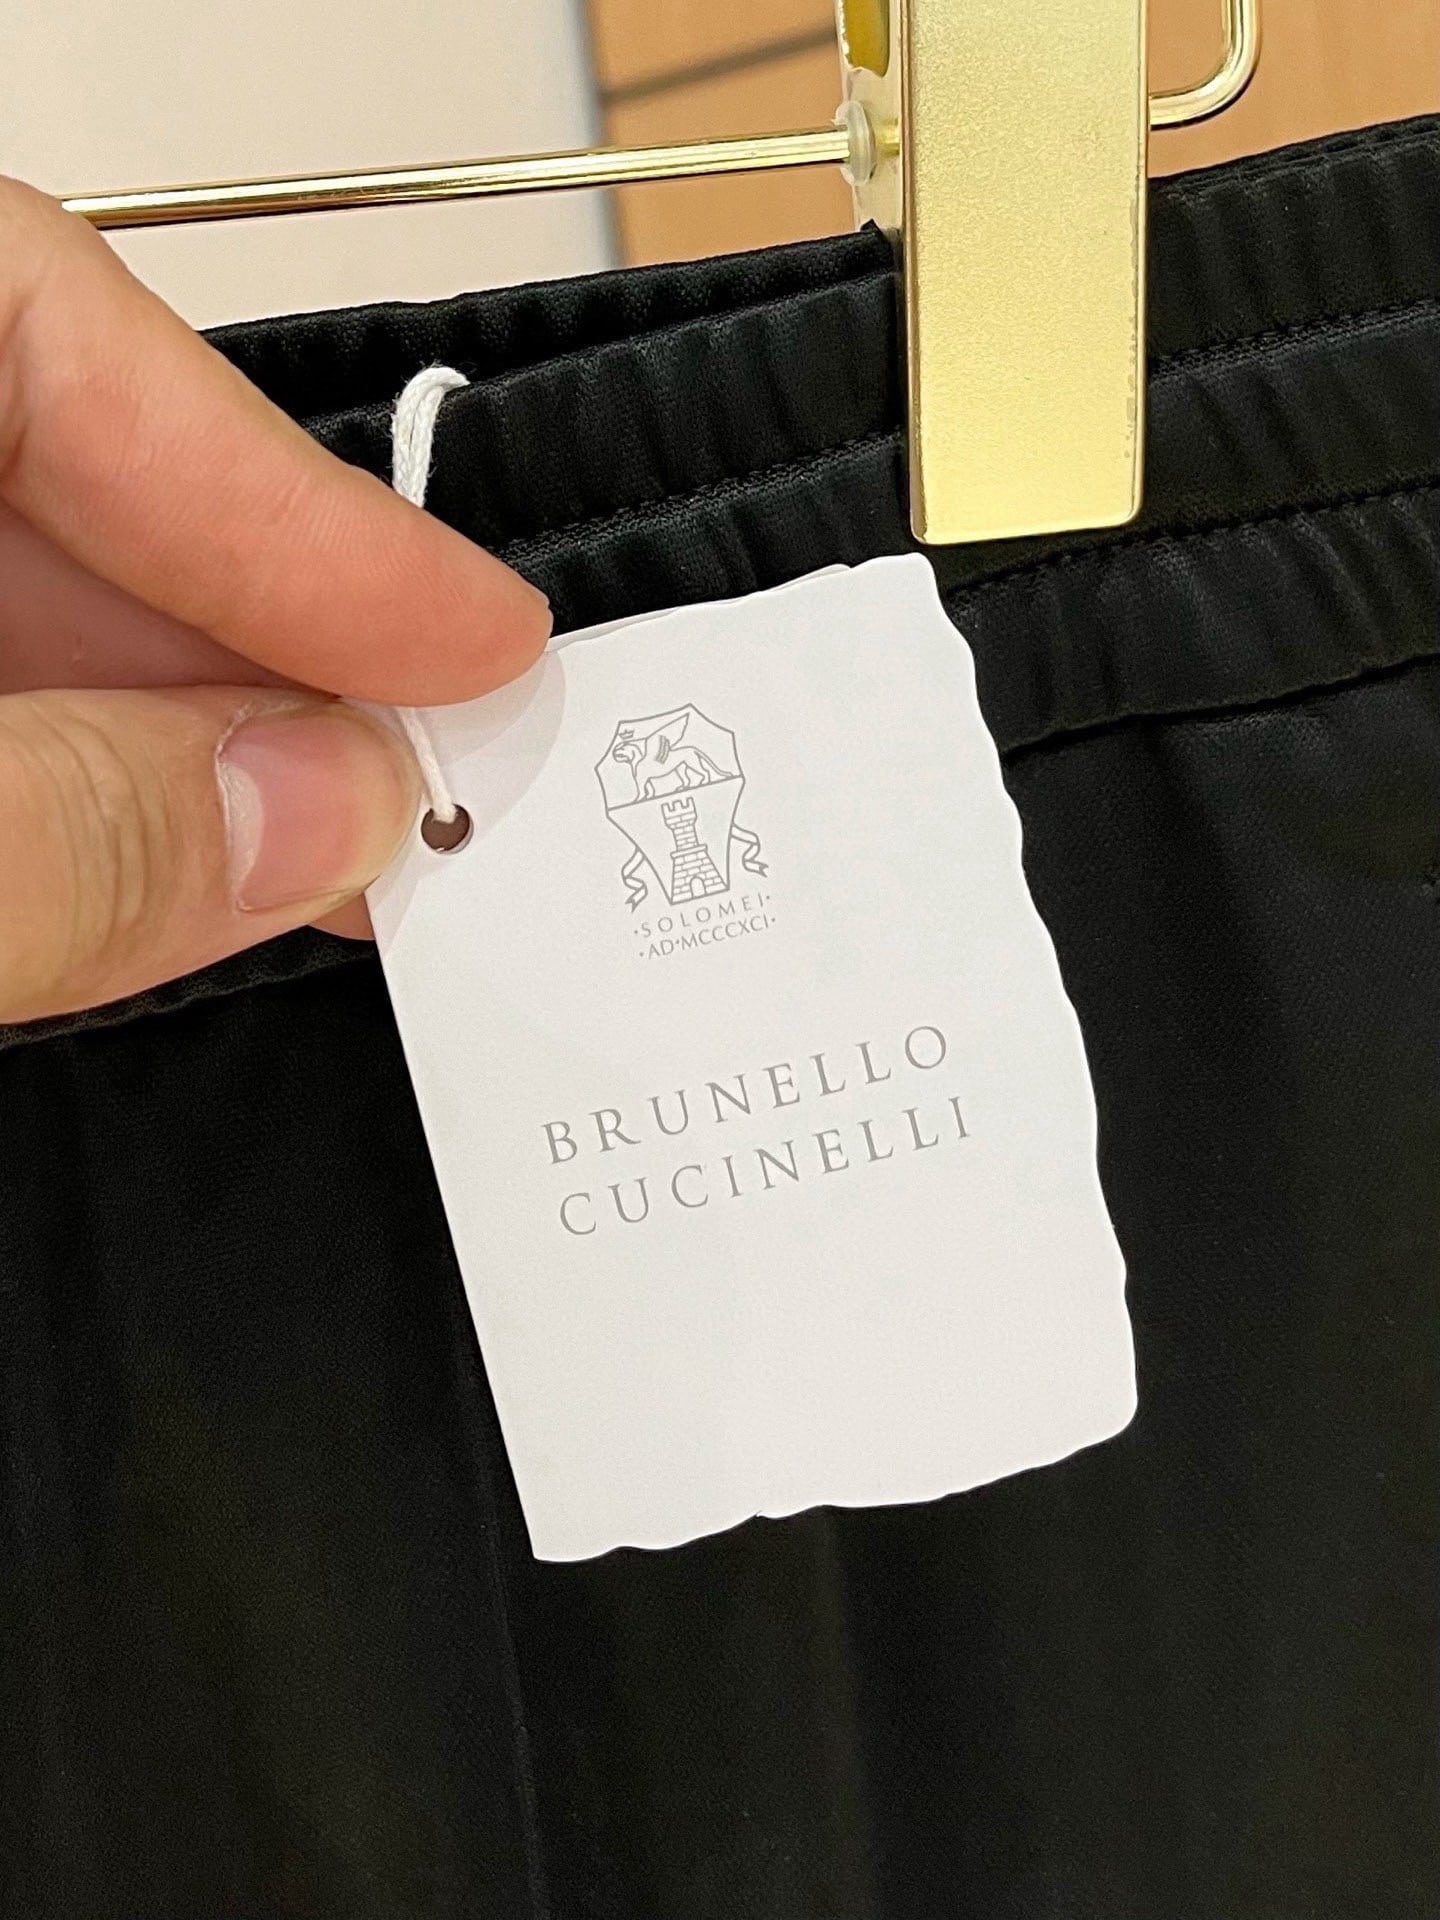 ·SOLOMEI·
·AD·MCCCXCI·
BRUNELLO
CUCINELLI